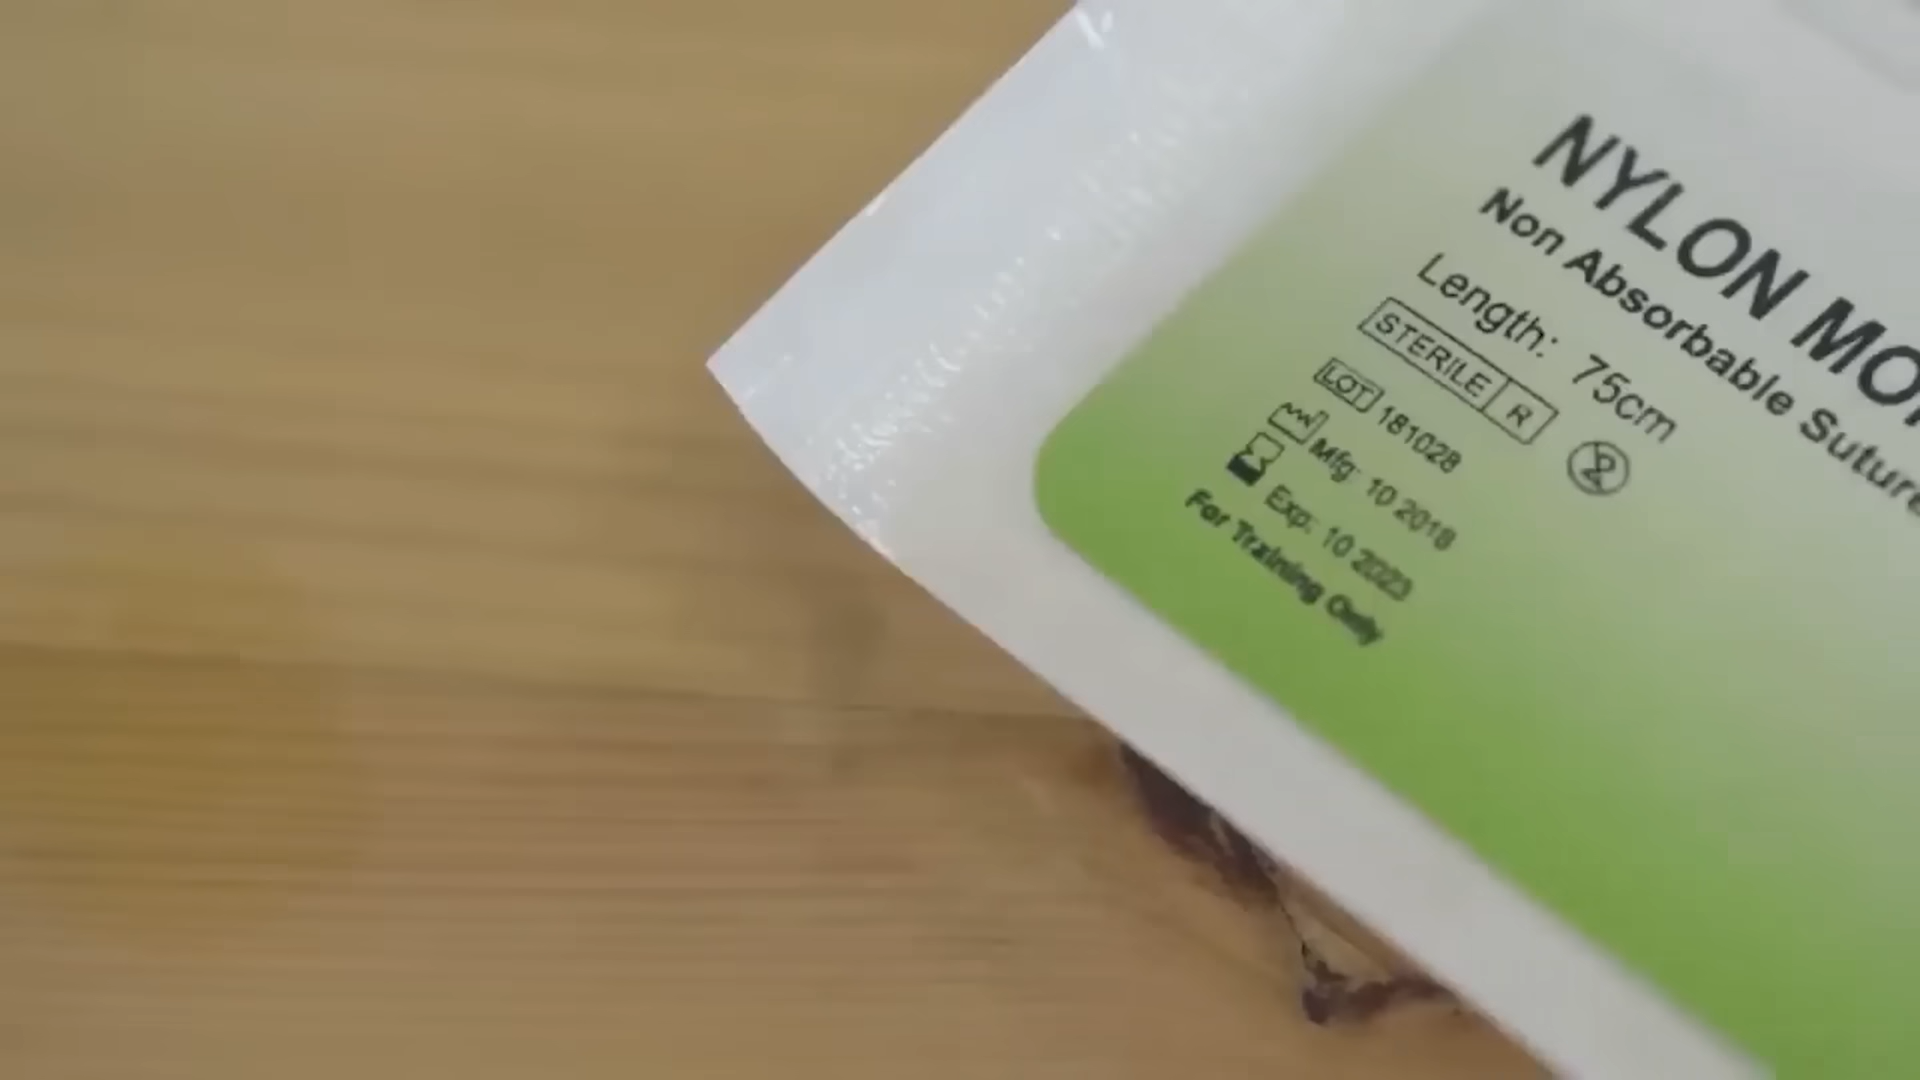 NYLON MO
Non Absorbable Suture
Length: 75cm
STERILE R
LOT 181028
Mfg: 10 2018
Exp: 10 2023
For Training Only